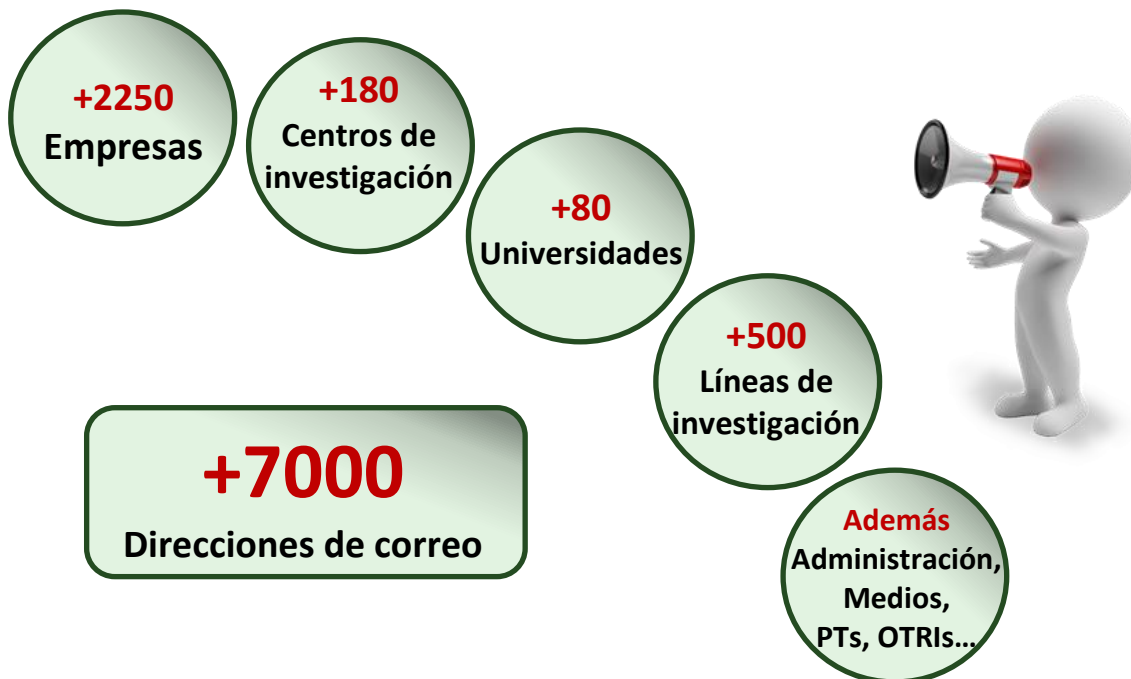 +2250
Empresas
+180
Centros de
investigación
+80
Universidades
+500
Líneas de
investigación
+7000
Direcciones de correo
Además
Administración,
Medios,
PTs, OTRIs...